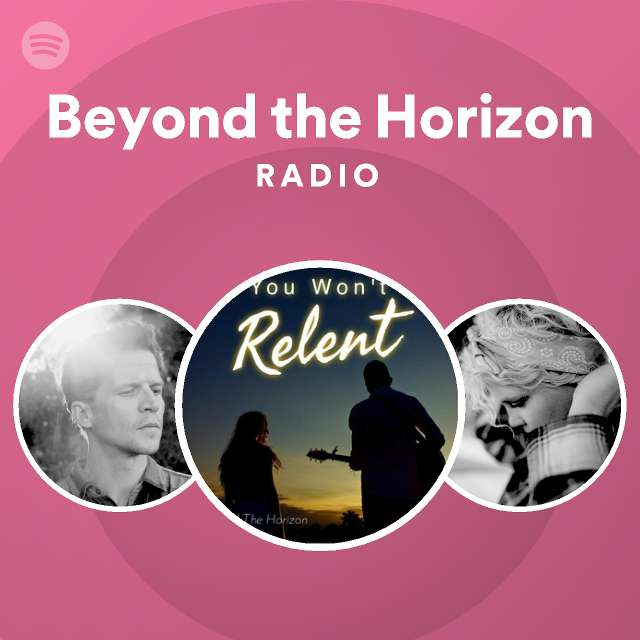 Beyond the Horizon
RADIO
You Won't
Relent
The Horizon